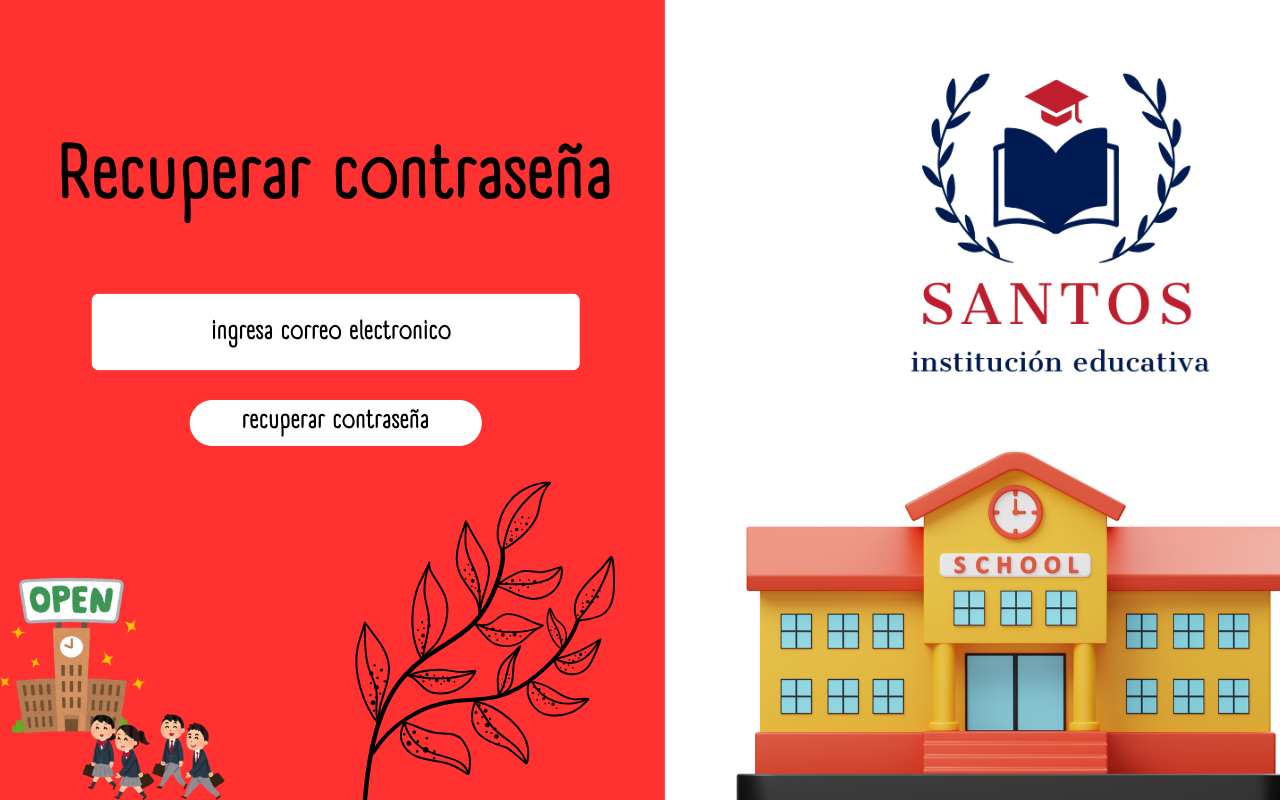 Recuperar contraseña
ingresa correo electronico
recuperar contraseña
OPEN
SANTOS
institución educativa
SCHOOL